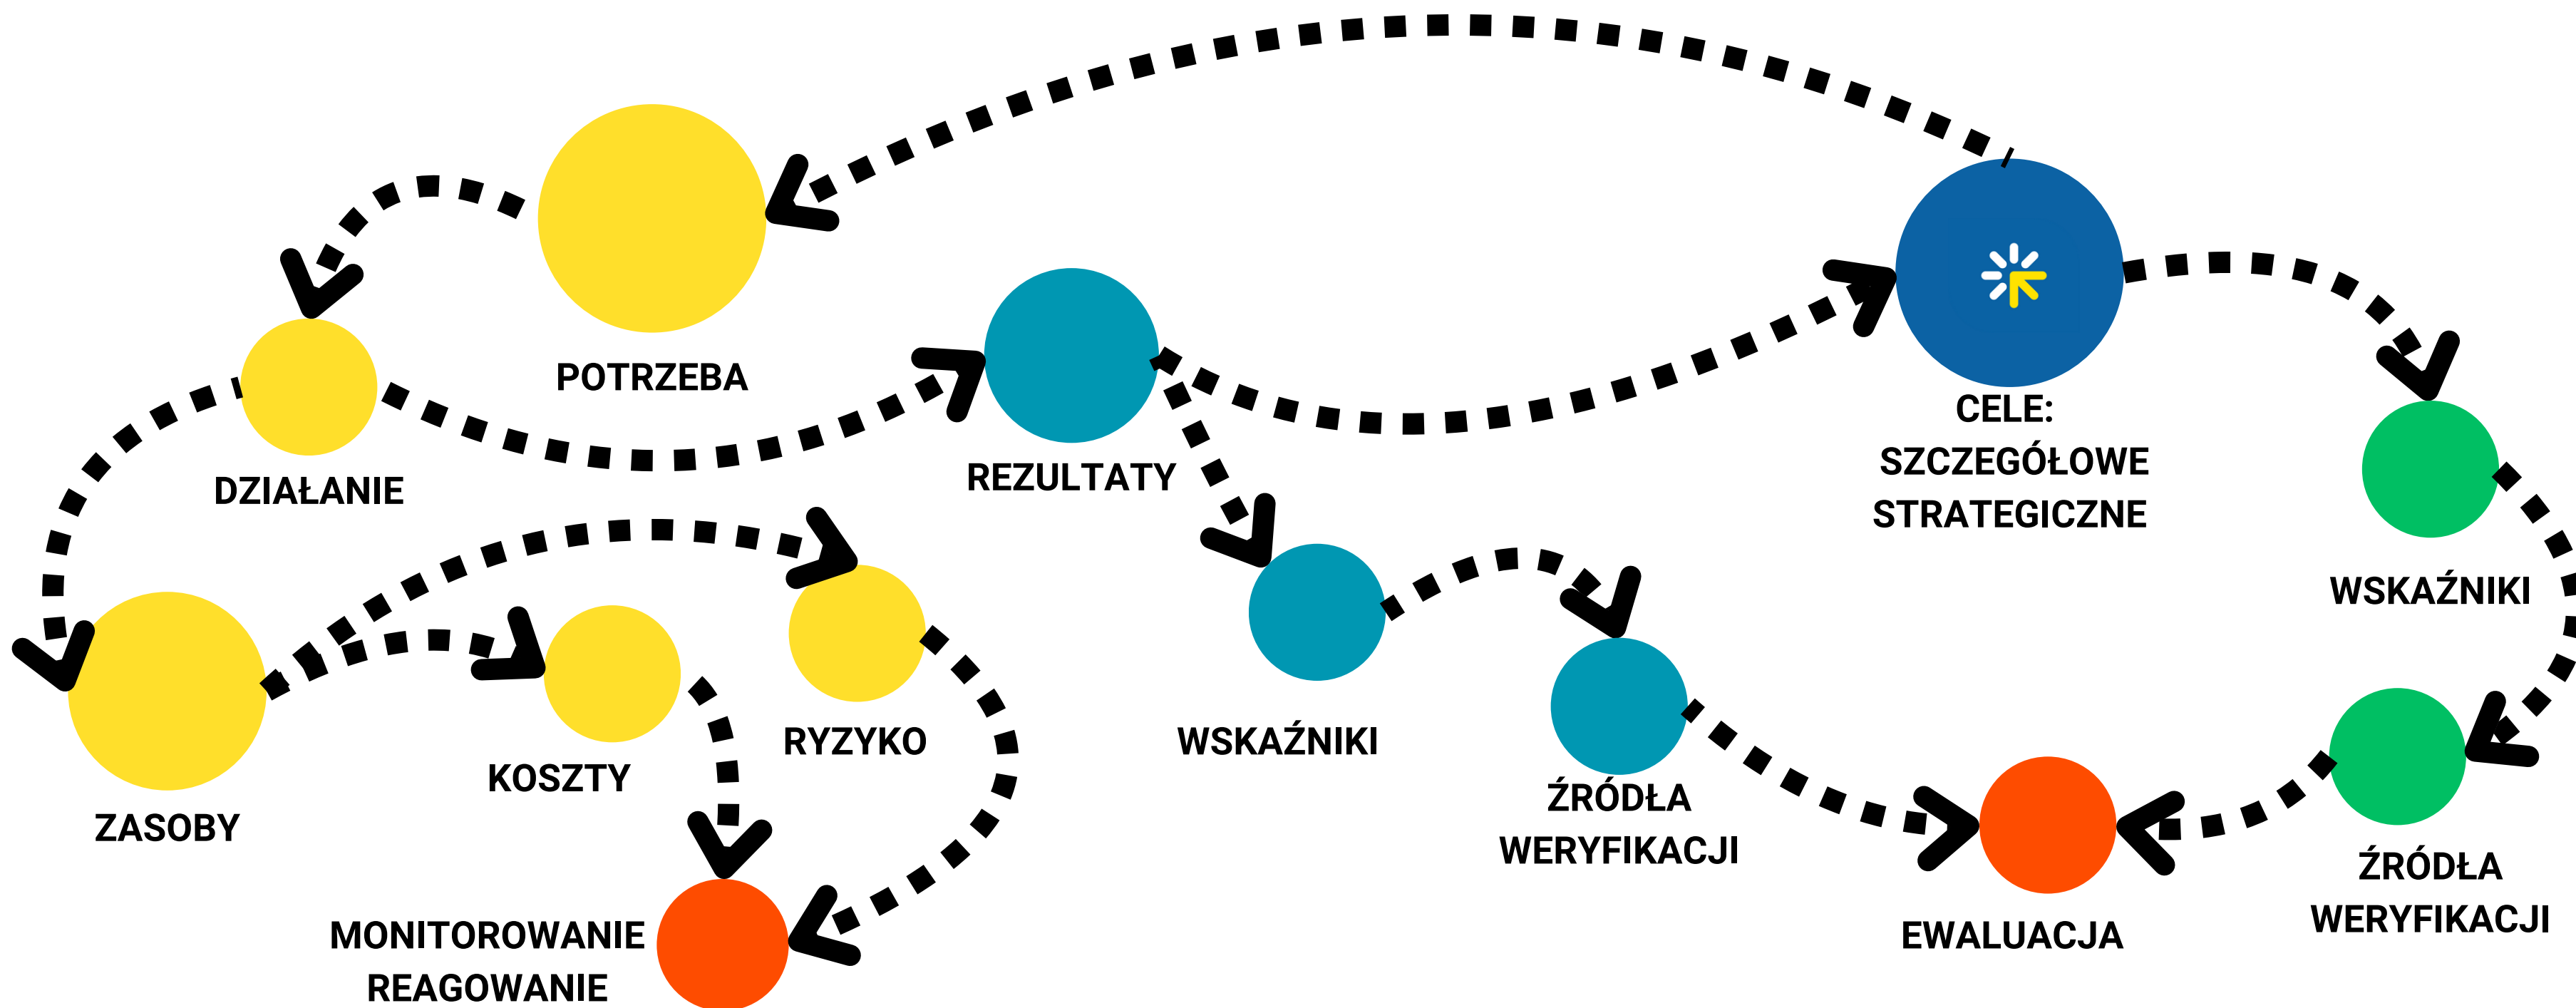 POTRZEBA
DZIAŁANIE
REZULTATY
CELE:
SZCZEGÓŁOWE
STRATEGICZNE
WSKAŹNIKI
ZASOBY
KOSZTY
RYZYKO
WSKAŹNIKI
ŹRÓDŁA
WERYFIKACJI
ŹRÓDŁA
WERYFIKACJI
MONITOROWANIE
REAGOWANIE
EWALUACJA